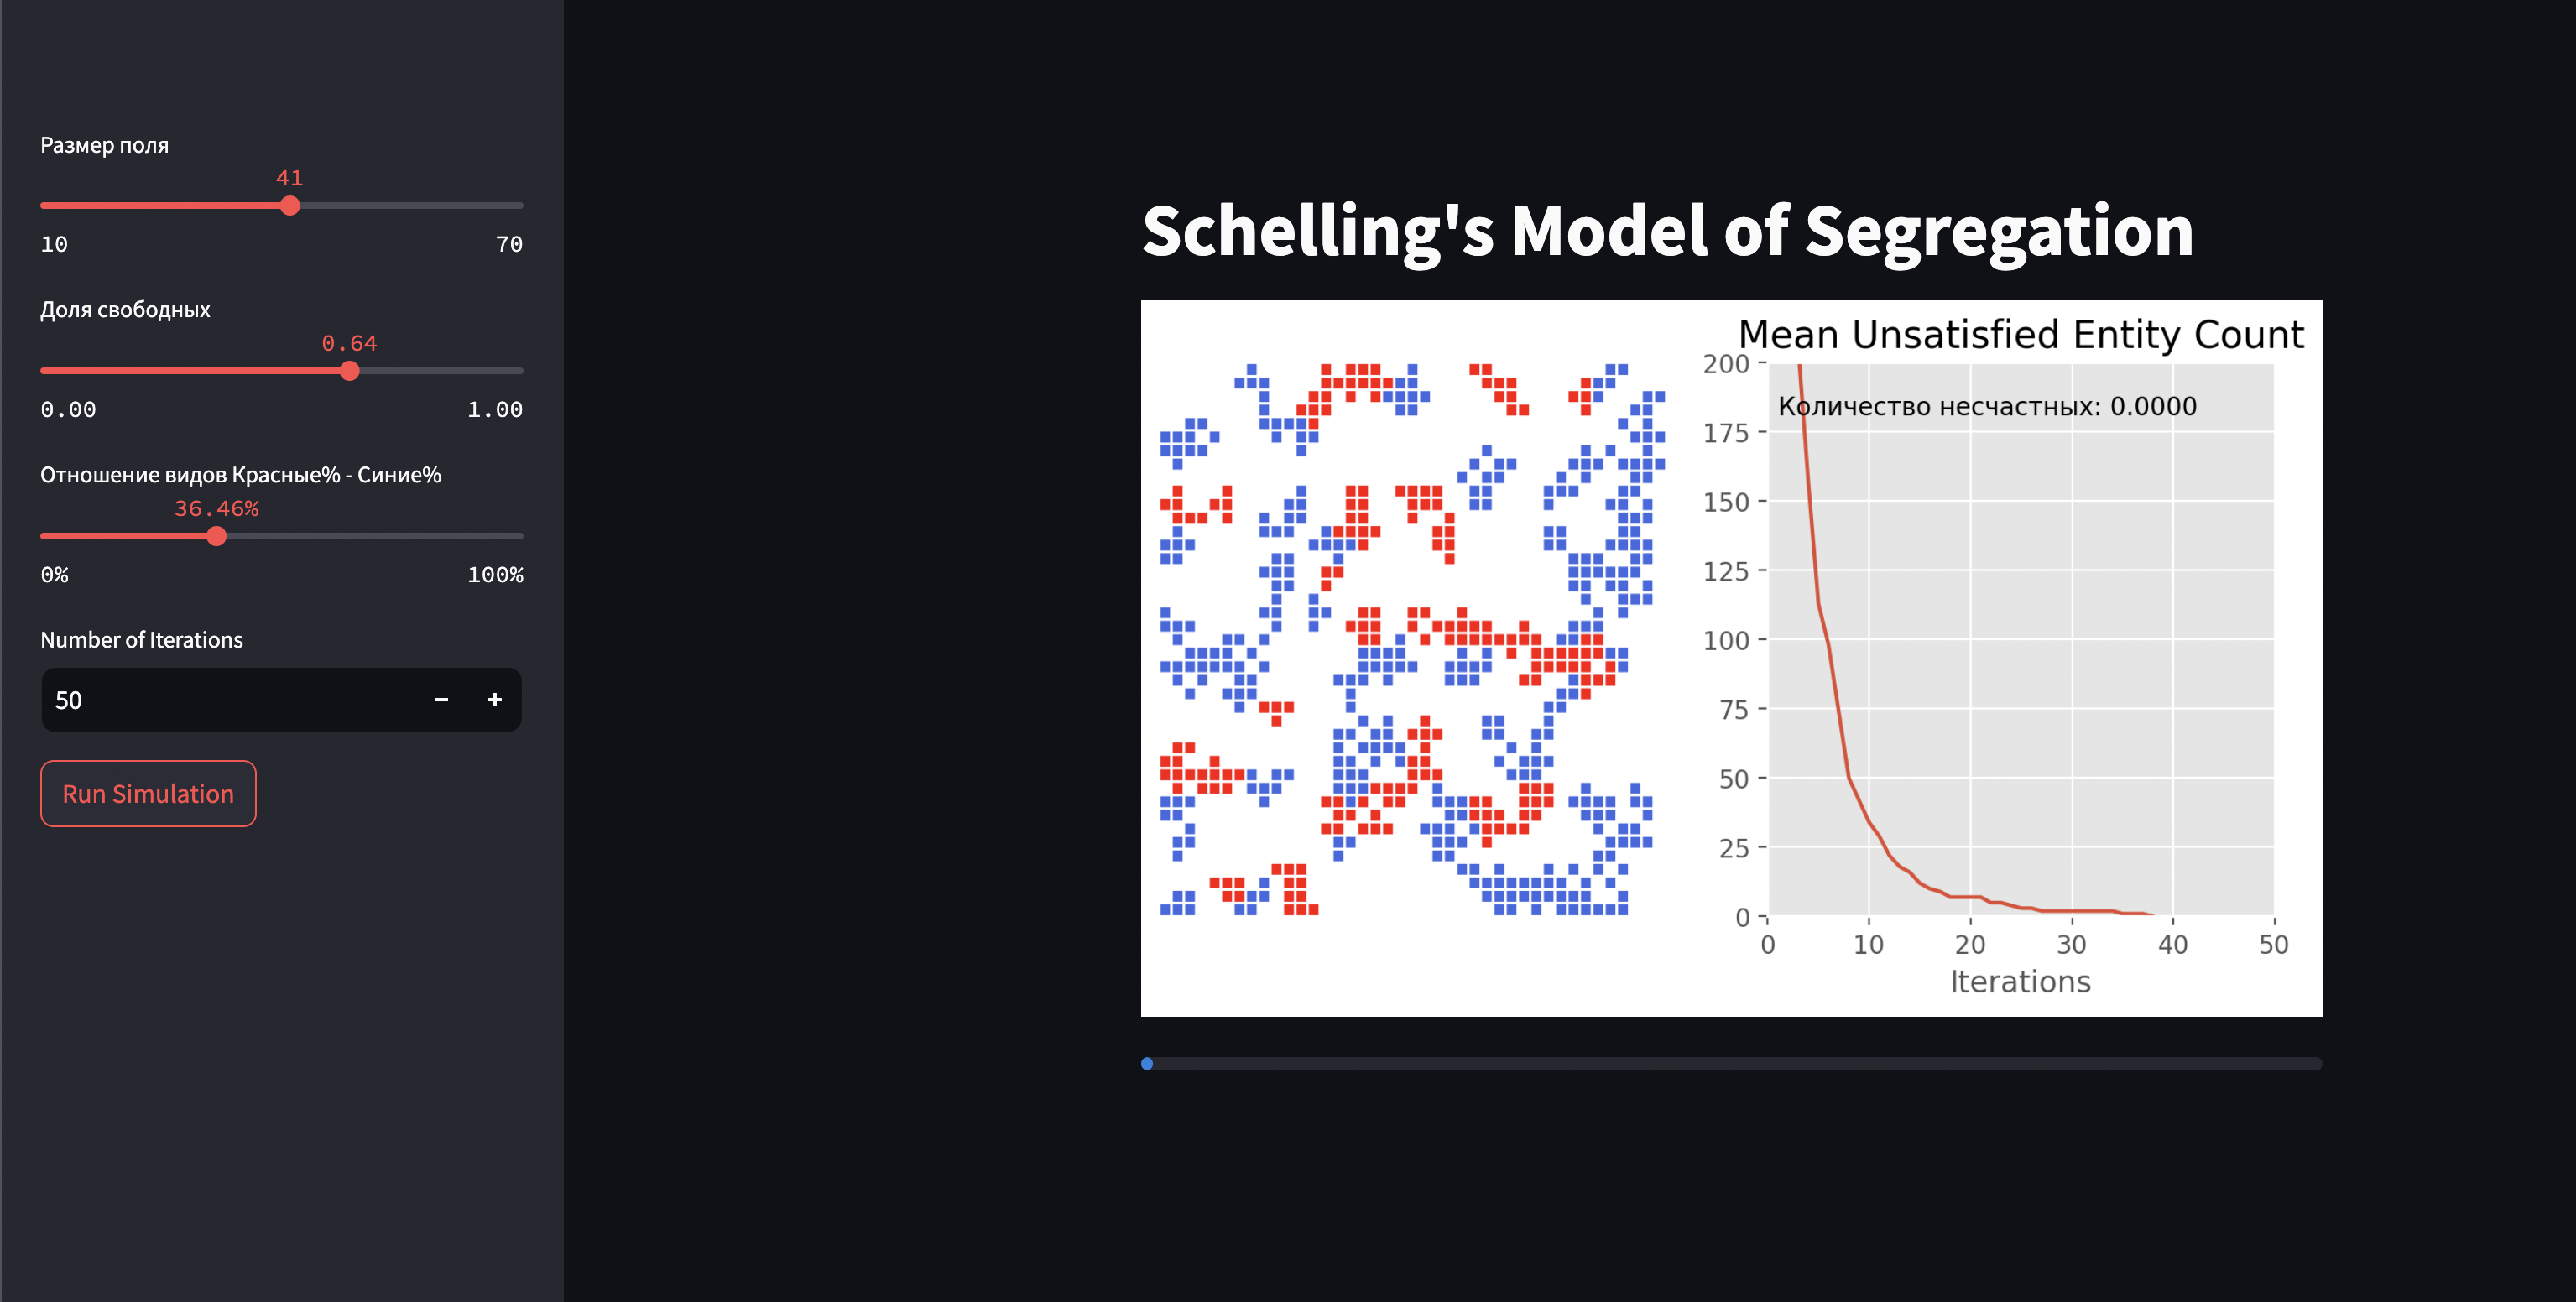 Размер поля
41
10 70
Доля свободных
0.64
0.00 1.00
Отношение видов Красные% - Синие%
36.46%
0% 100%
Number of Iterations
50 − +
Run Simulation
Schelling's Model of Segregation
Mean Unsatisfied Entity Count
Количество несчастных: 0.0000
200
175
150
125
100
75
50
25
0
0 10 20 30 40 50
Iterations